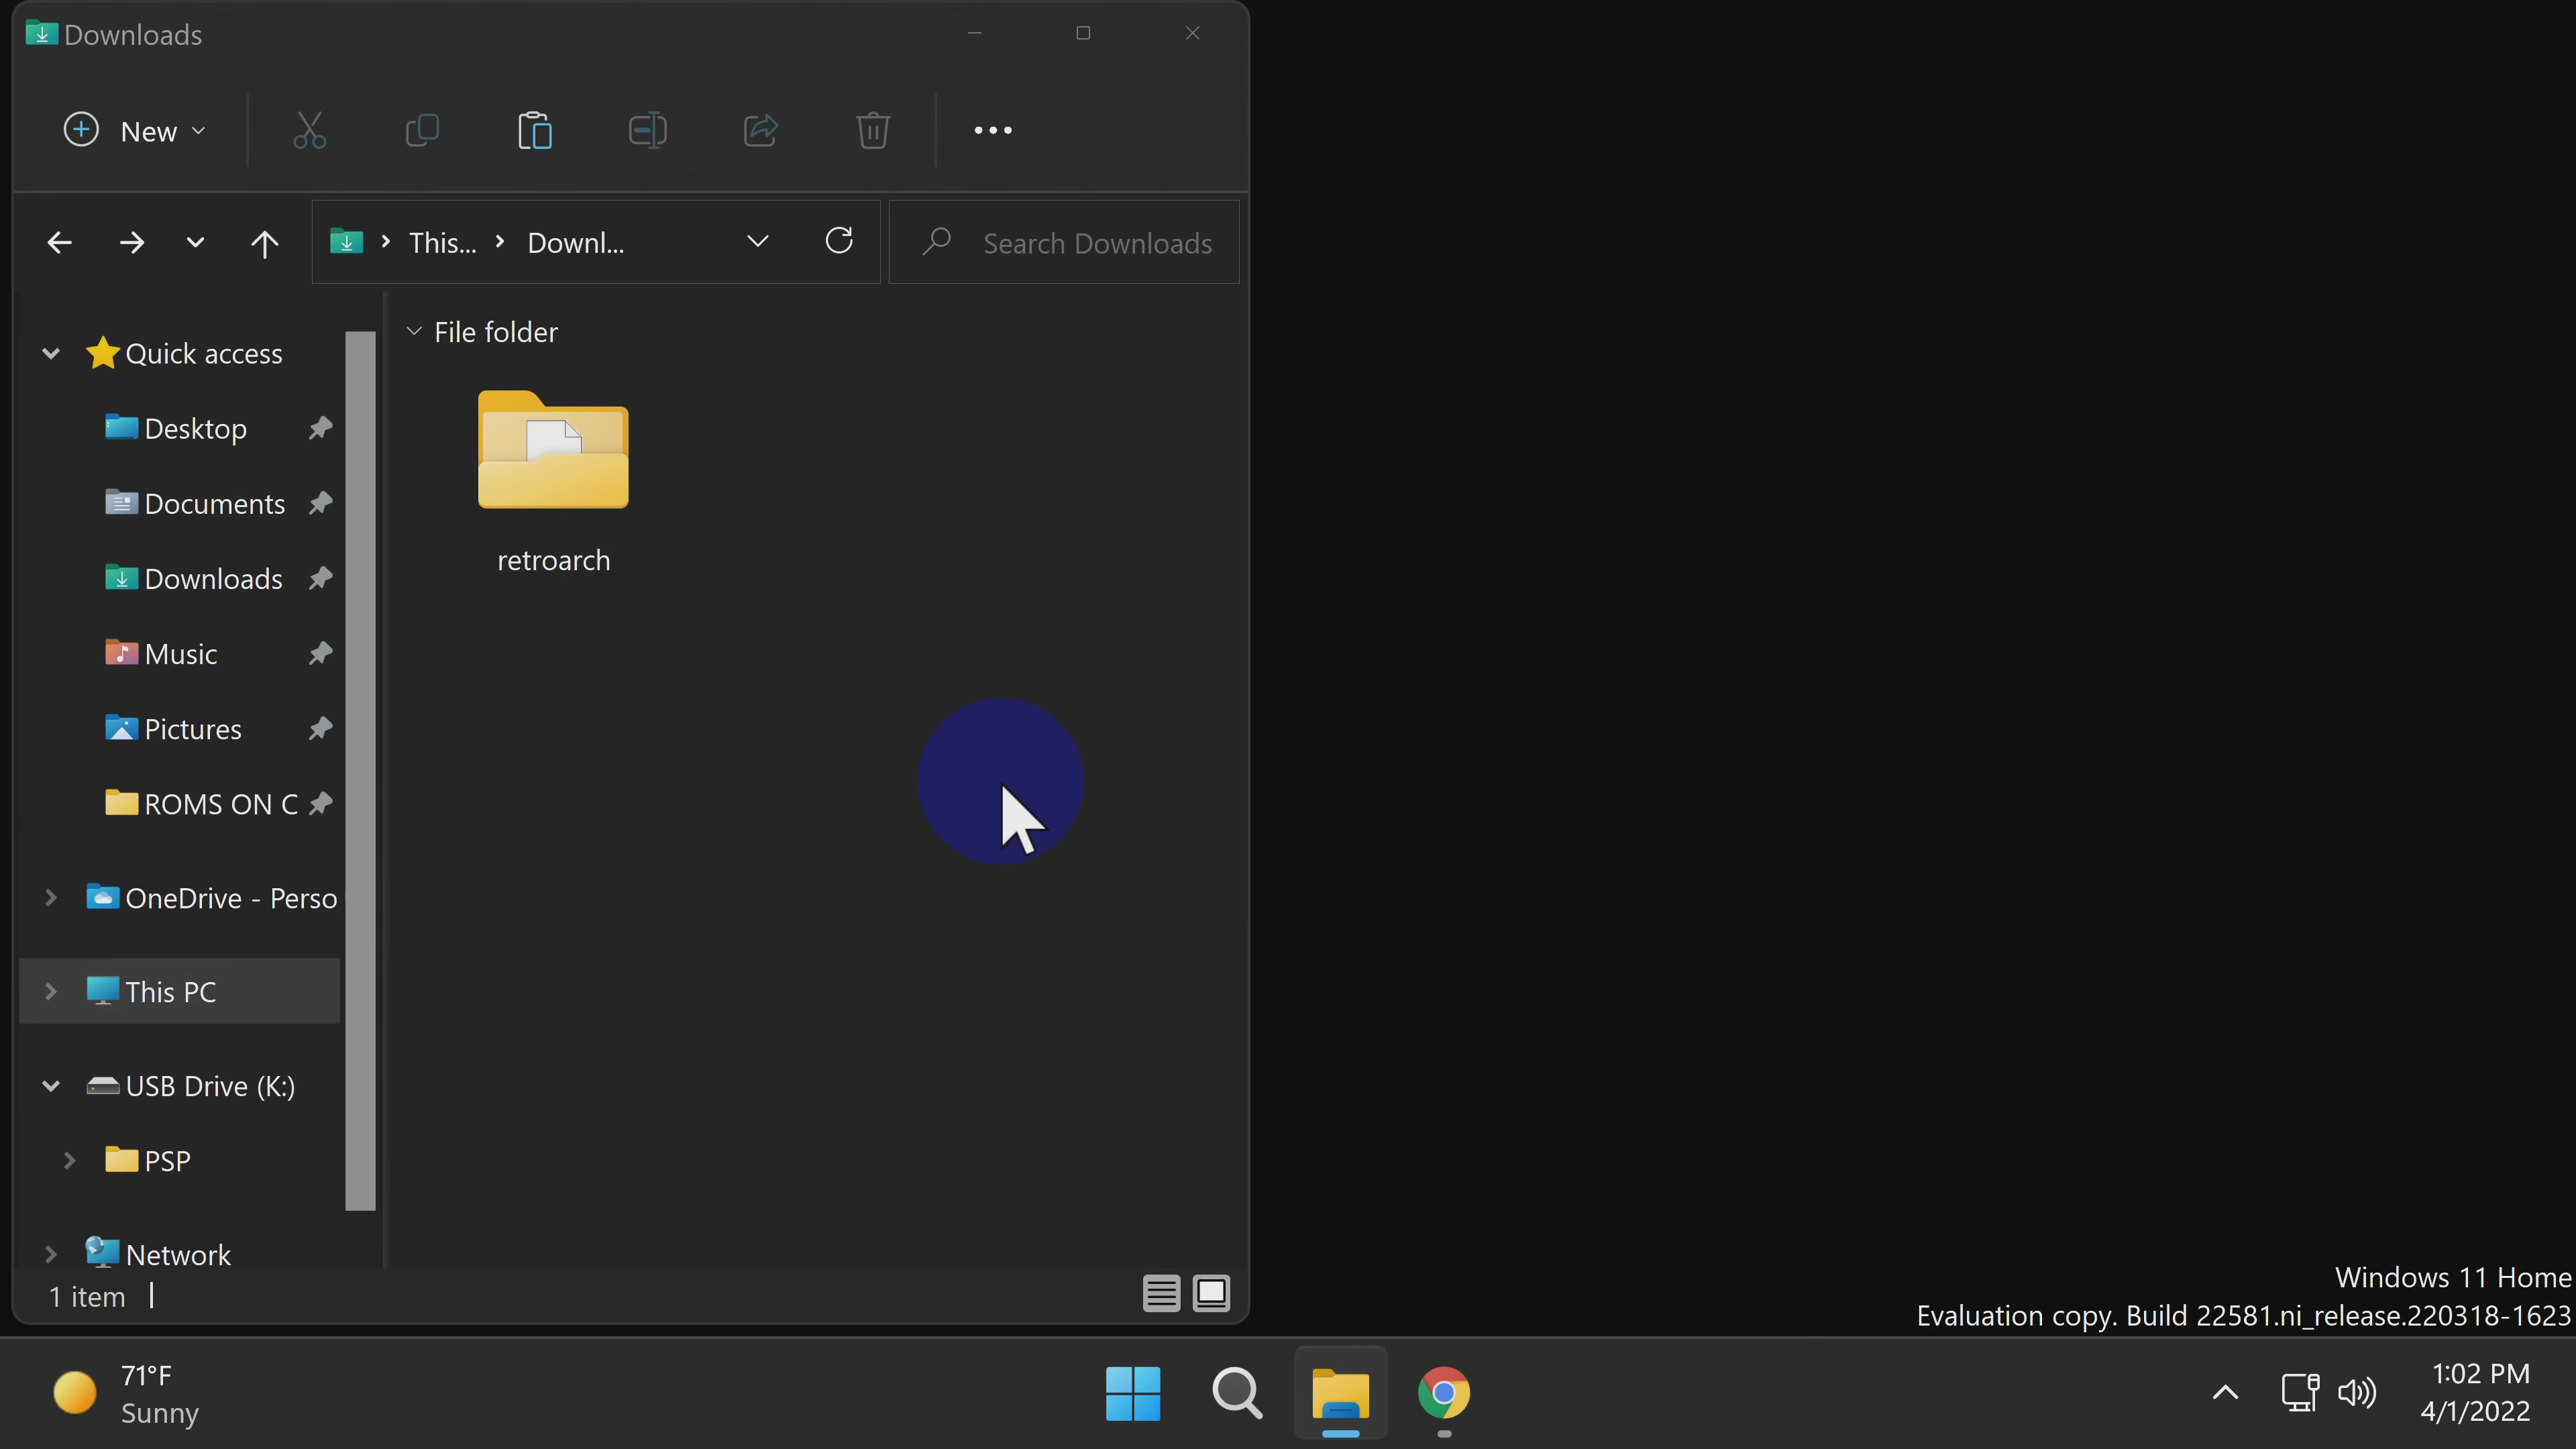 Downloads
New
This... Downl...
Search Downloads
Quick access
Desktop
Documents
Downloads
Music
Pictures
ROMS ON C
OneDrive - Perso
This PC
USB Drive (K:)
PSP
Network
File folder
retroarch
1 item
Windows 11 Home
Evaluation copy. Build 22581.ni_release.220318-1623
71°F
Sunny
1:02 PM
4/1/2022